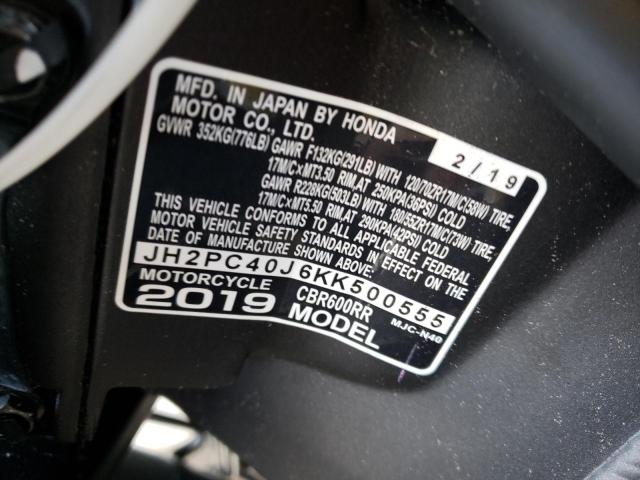 MFD. IN JAPAN BY HONDA
MOTOR CO., LTD. 2/19
GVWR 352KG(776LB) GAWR F132KG(291LB) WITH 120/70ZR17M/C(58W) TIRE,
17M/C×MT3.50 RIM,AT 250KPA(36PSI) COLD
GAWR R228KG(503LB) WITH 180/55ZR17M/C(73W) TIRE,
17M/C×MT5.50 RIM,AT 290KPA(42PSI) COLD
THIS VEHICLE CONFORMS TO ALL APPLICABLE FEDERAL
MOTOR VEHICLE SAFETY STANDARDS IN EFFECT ON THE
DATE OF MANUFACTURE SHOWN ABOVE.
JH2PC40J6KK500555
MOTORCYCLE CBR600RR MJC-N40
2019 MODEL